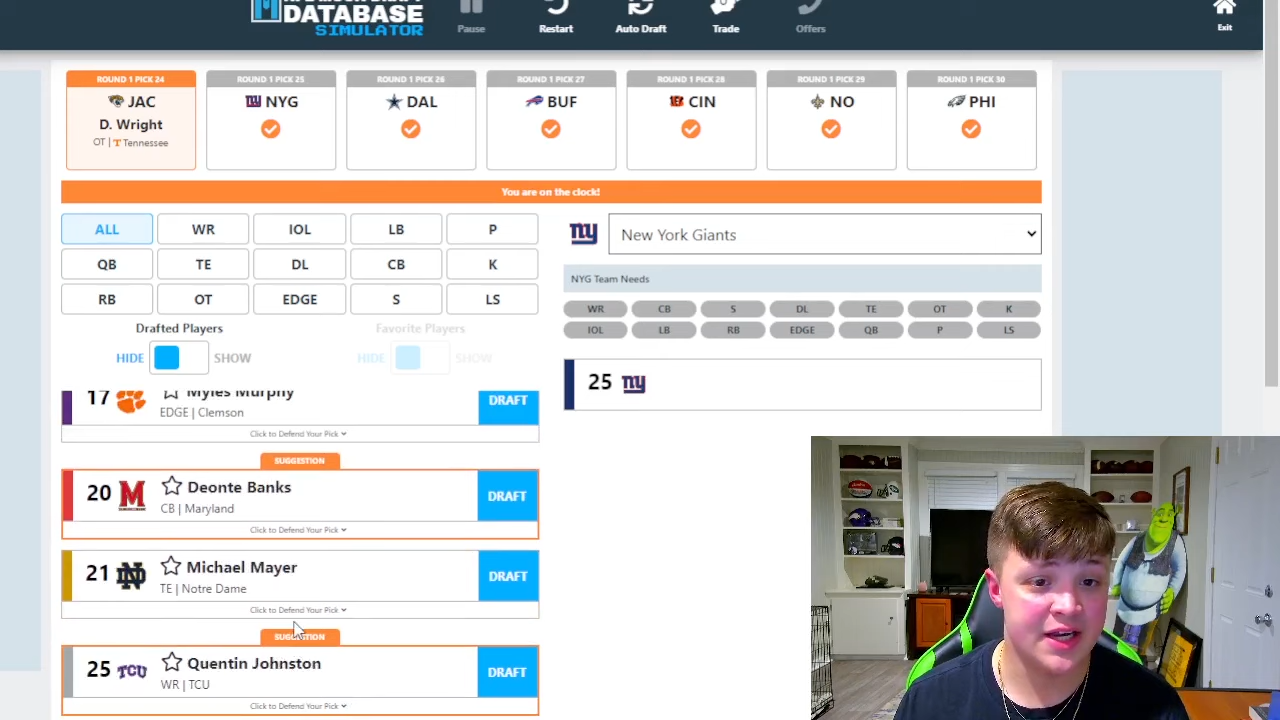 DATABASE
SIMULATOR
Pause
Restart
Auto Draft
Trade
Offers
Exit
ROUND 1 PICK 24
JAC
D. Wright
OT | T Tennessee
ROUND 1 PICK 25
NYG
ROUND 1 PICK 26
DAL
ROUND 1 PICK 27
BUF
ROUND 1 PICK 28
CIN
ROUND 1 PICK 29
NO
ROUND 1 PICK 30
PHI
You are on the clock!
ALL
WR
IOL
LB
P
QB
TE
DL
CB
K
RB
OT
EDGE
S
LS
Drafted Players
HIDE
SHOW
Favorite Players
HIDE
SHOW
17
Myles Murphy
EDGE | Clemson
DRAFT
Click to Defend Your Pick
SUGGESTION
20
M
Deonte Banks
CB | Maryland
DRAFT
Click to Defend Your Pick
21
ND
Michael Mayer
TE | Notre Dame
DRAFT
Click to Defend Your Pick
SUGGESTION
25
TCU
Quentin Johnston
WR | TCU
DRAFT
Click to Defend Your Pick
ny
New York Giants
NYG Team Needs
WR
CB
S
DL
TE
OT
K
IOL
LB
RB
EDGE
QB
P
LS
25
ny